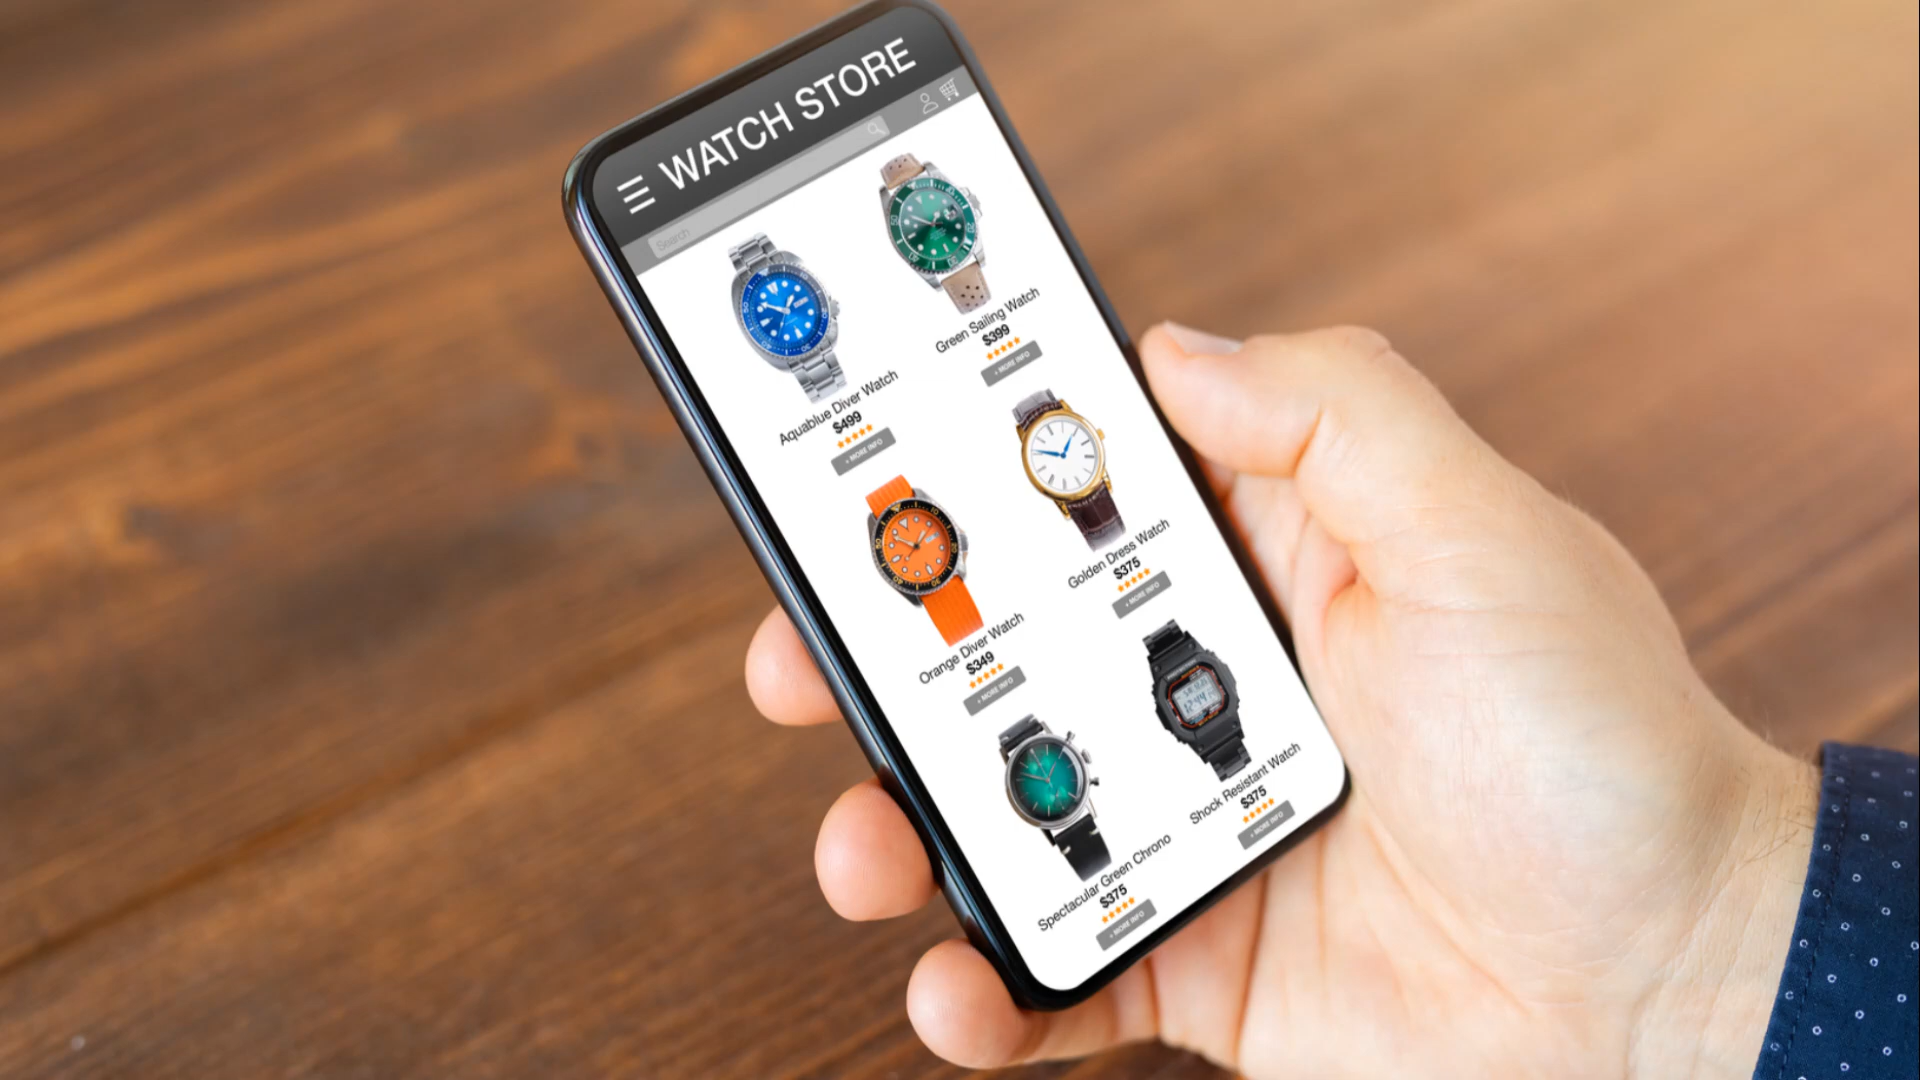 WATCH STORE
Search
Aquablue Diver Watch
$499
+ MORE INFO
Green Sailing Watch
$399
+ MORE INFO
Orange Diver Watch
$349
+ MORE INFO
Golden Dress Watch
$375
+ MORE INFO
Spectacular Green Chrono
$375
+ MORE INFO
Shock Resistant Watch
$375
+ MORE INFO